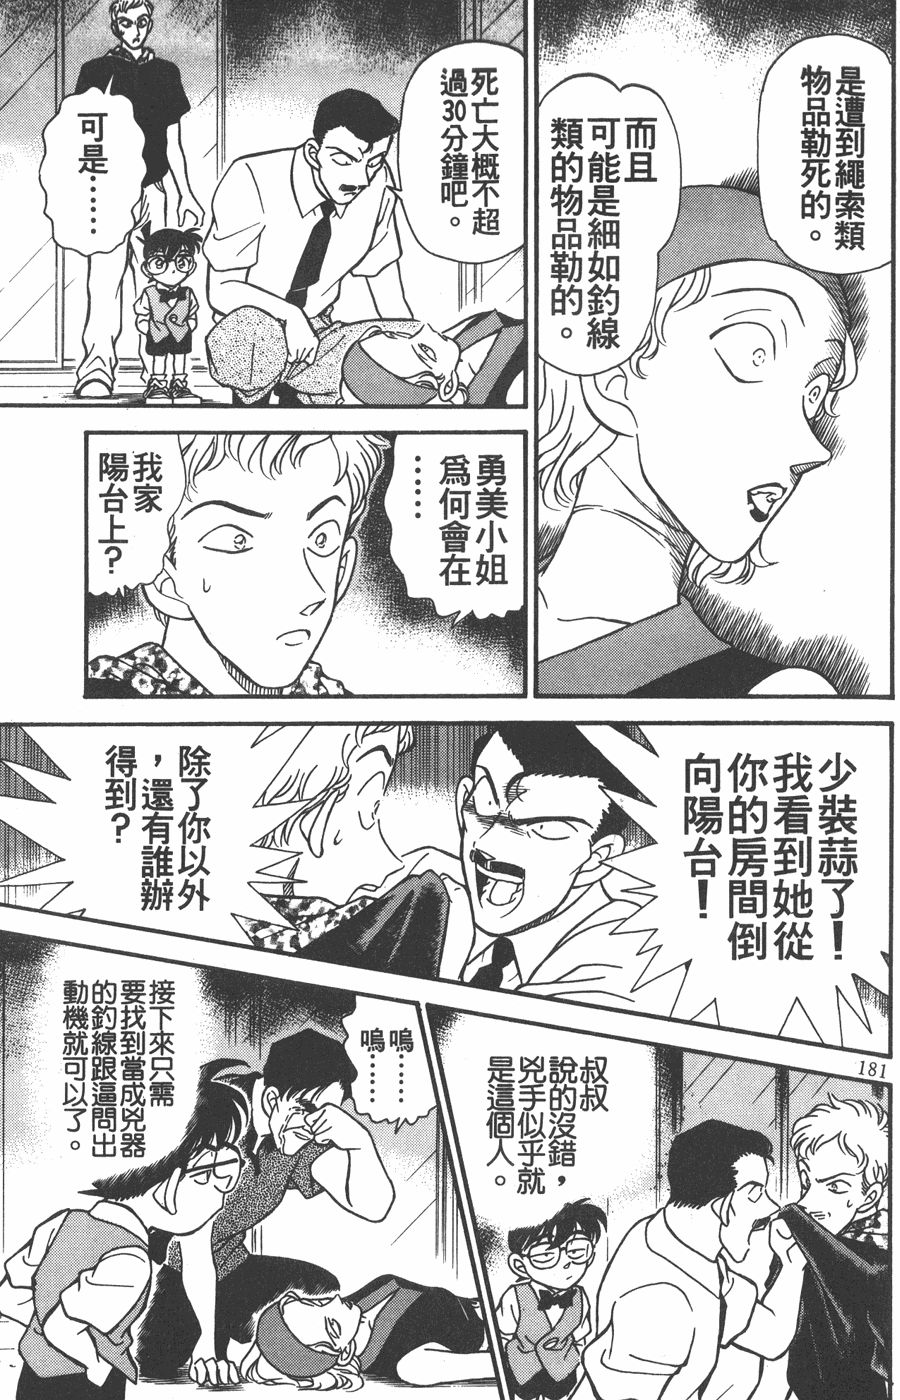 是遭到繩索類
物品勒死的。
而且
可能是細如釣線
類的物品勒的。
死亡大概不超
過30分鐘吧。
可是……
勇美小姐
為何會在
……
我家
陽台上？
少裝蒜了！
我看到她從
你的房間倒
向陽台！
除了你以外
，還有誰辦
得到？
181
叔叔
說的沒錯，
兇手似乎就
是這個人。
嗚……
嗚……
接下來只需
要找到當成兇器
的釣線跟逼問出
動機就可以了。